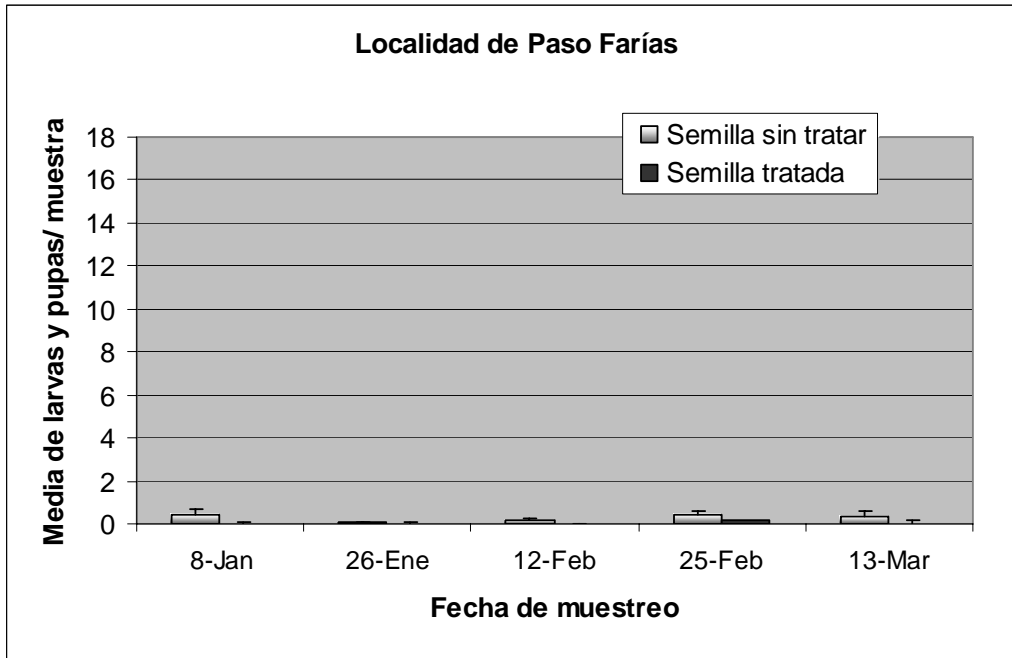 Localidad de Paso Farías
Semilla sin tratar
Semilla tratada
Media de larvas y pupas/ muestra
18
16
14
12
10
8
6
4
2
0
8-Jan 26-Ene 12-Feb 25-Feb 13-Mar
Fecha de muestreo